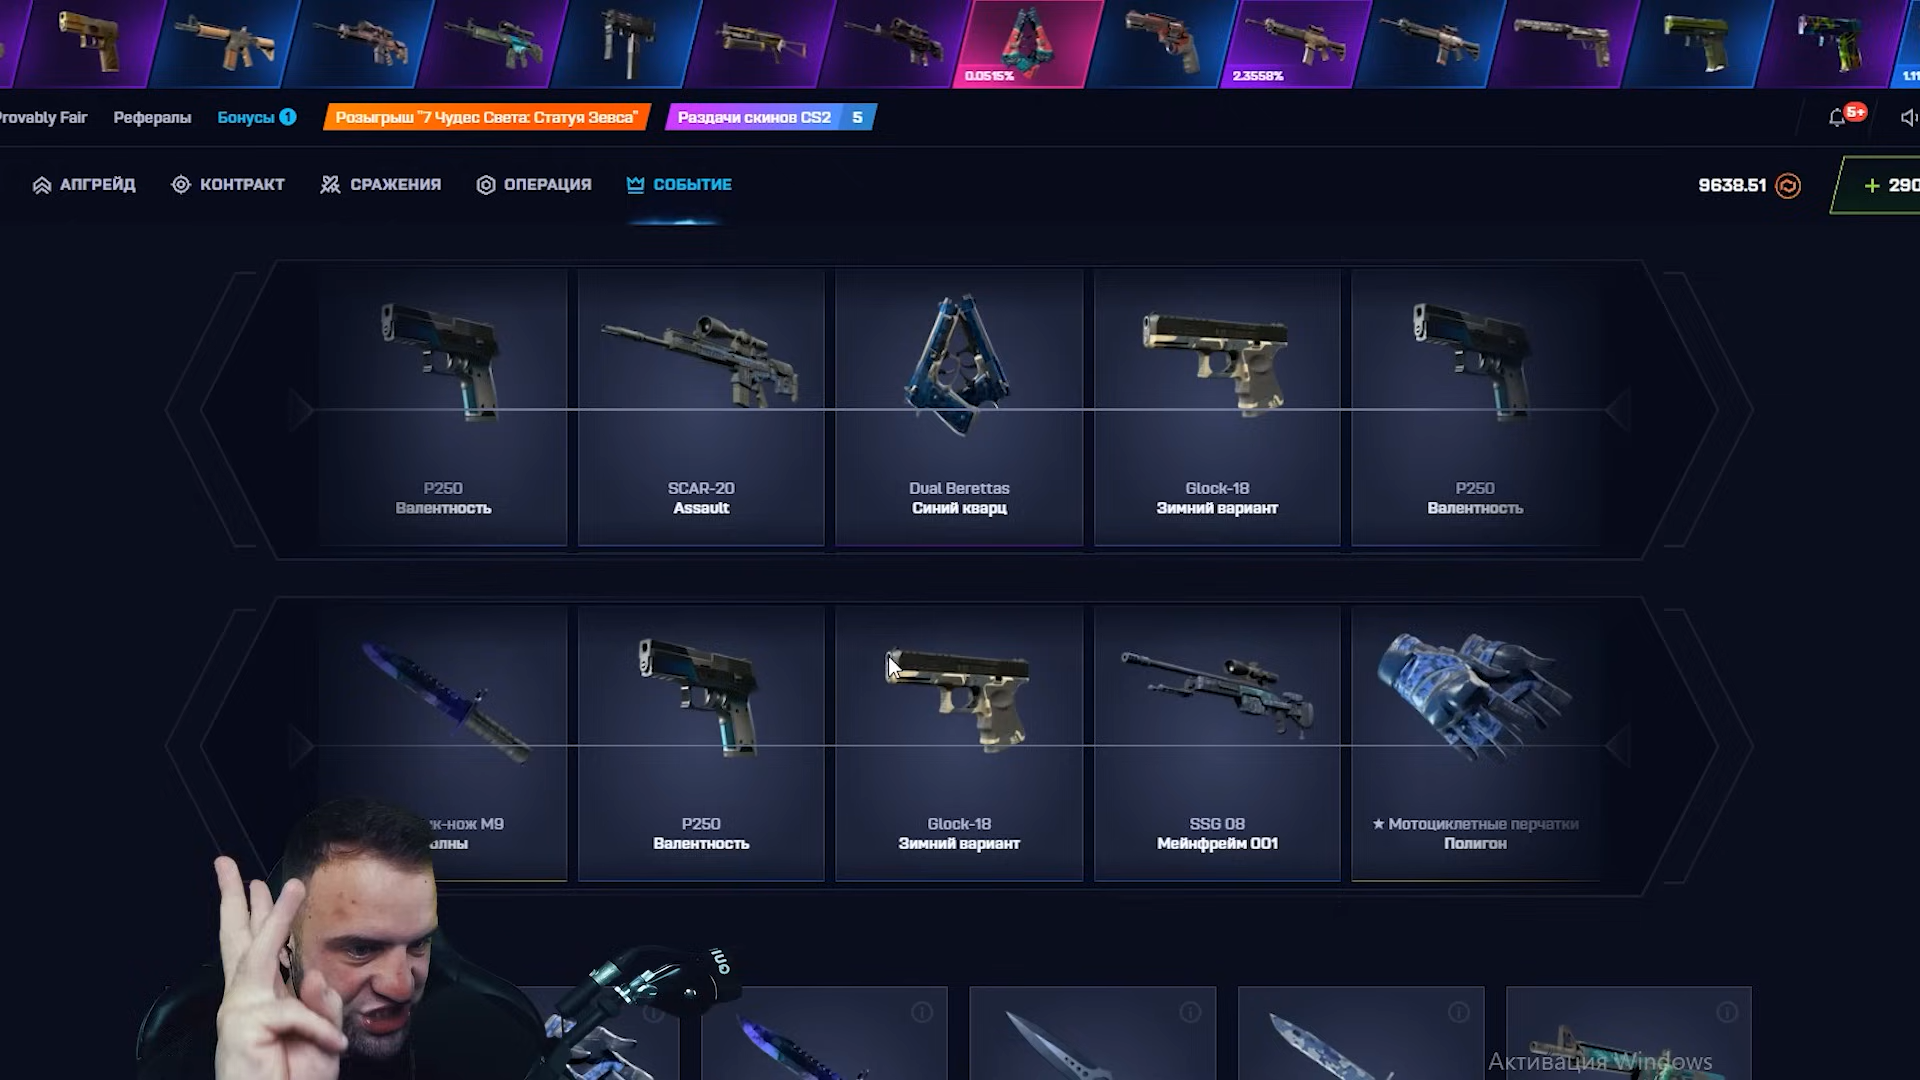 0.0515%
2.3558%
1.11
Provably Fair
Рефералы
Бонусы 1
Розыгрыш "7 Чудес Света: Статуя Зевса"
Раздачи скинов CS2 5
5+
АПГРЕЙД
КОНТРАКТ
СРАЖЕНИЯ
ОПЕРАЦИЯ
СОБЫТИЕ
9638.51
+ 290
P250
Валентность
SCAR-20
Assault
Dual Berettas
Синий кварц
Glock-18
Зимний вариант
P250
Валентность
к-нож M9
олны
P250
Валентность
Glock-18
Зимний вариант
SSG 08
Мейнфрейм 001
★ Мотоциклетные перчатки
Полигон
Активация Windows